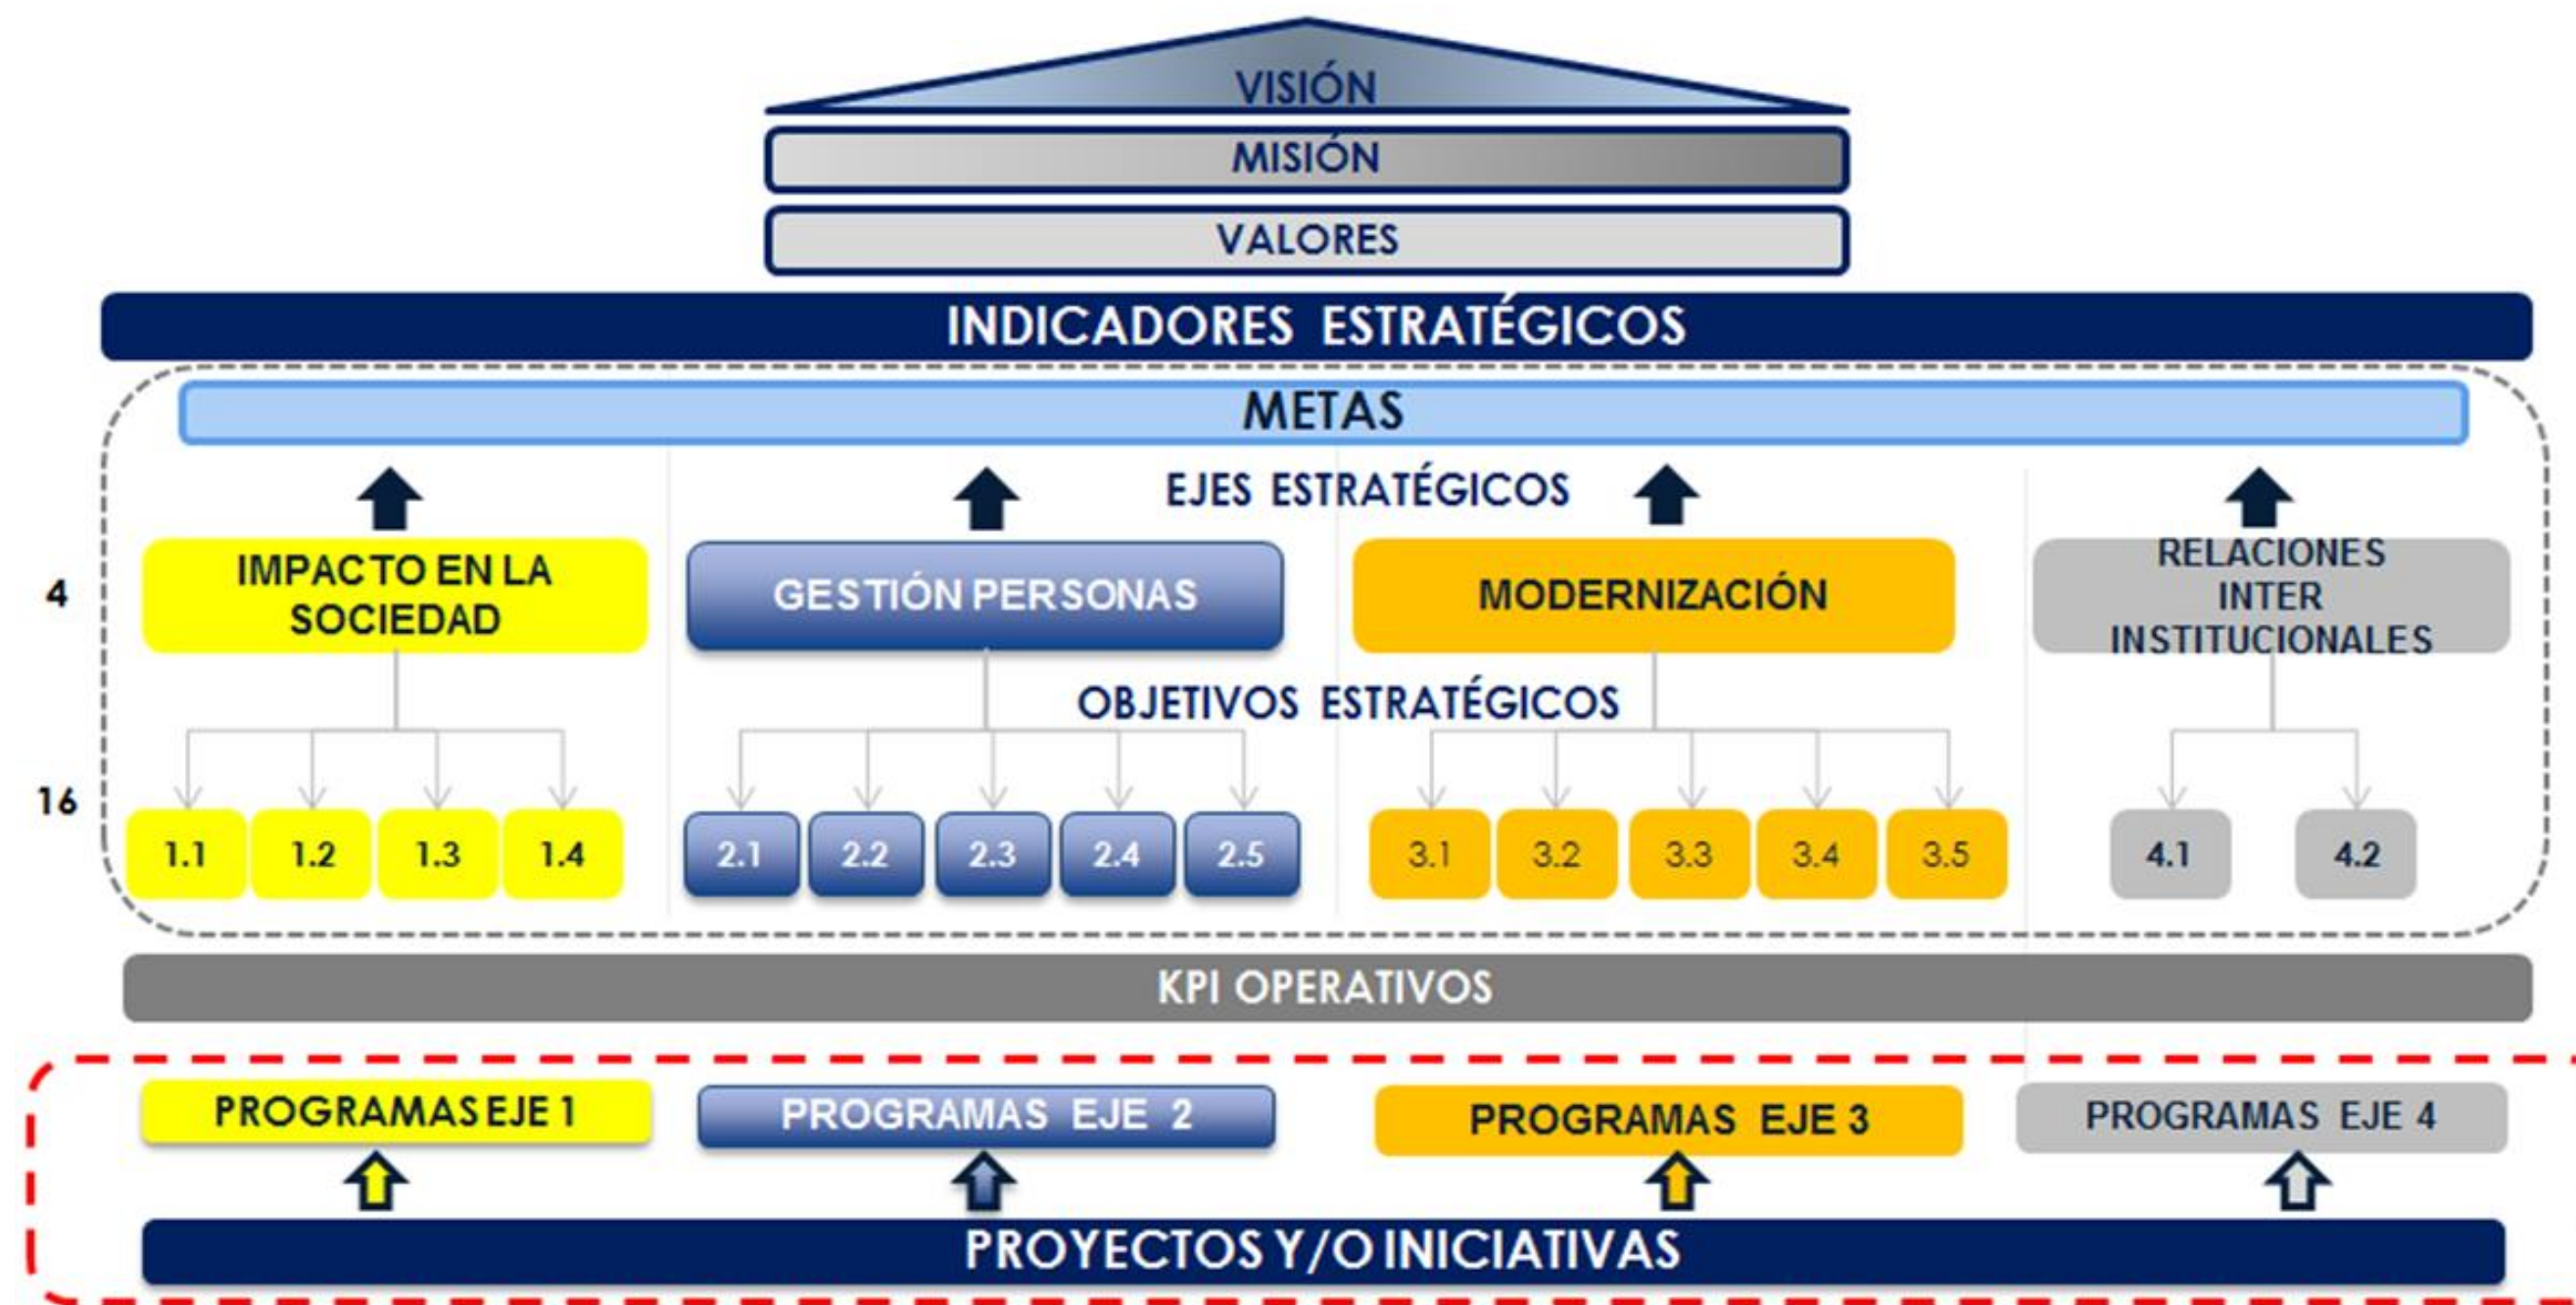 VISIÓN
MISIÓN
VALORES
INDICADORES ESTRATÉGICOS
METAS
EJES ESTRATÉGICOS
4
IMPACTO EN LA
SOCIEDAD
GESTIÓN PERSONAS
MODERNIZACIÓN
RELACIONES
INTER
INSTITUCIONALES
OBJETIVOS ESTRATÉGICOS
16
1.1 1.2 1.3 1.4 2.1 2.2 2.3 2.4 2.5 3.1 3.2 3.3 3.4 3.5 4.1 4.2
KPI OPERATIVOS
PROGRAMAS EJE 1
PROGRAMAS EJE 2
PROGRAMAS EJE 3
PROGRAMAS EJE 4
PROYECTOS Y/O INICIATIVAS